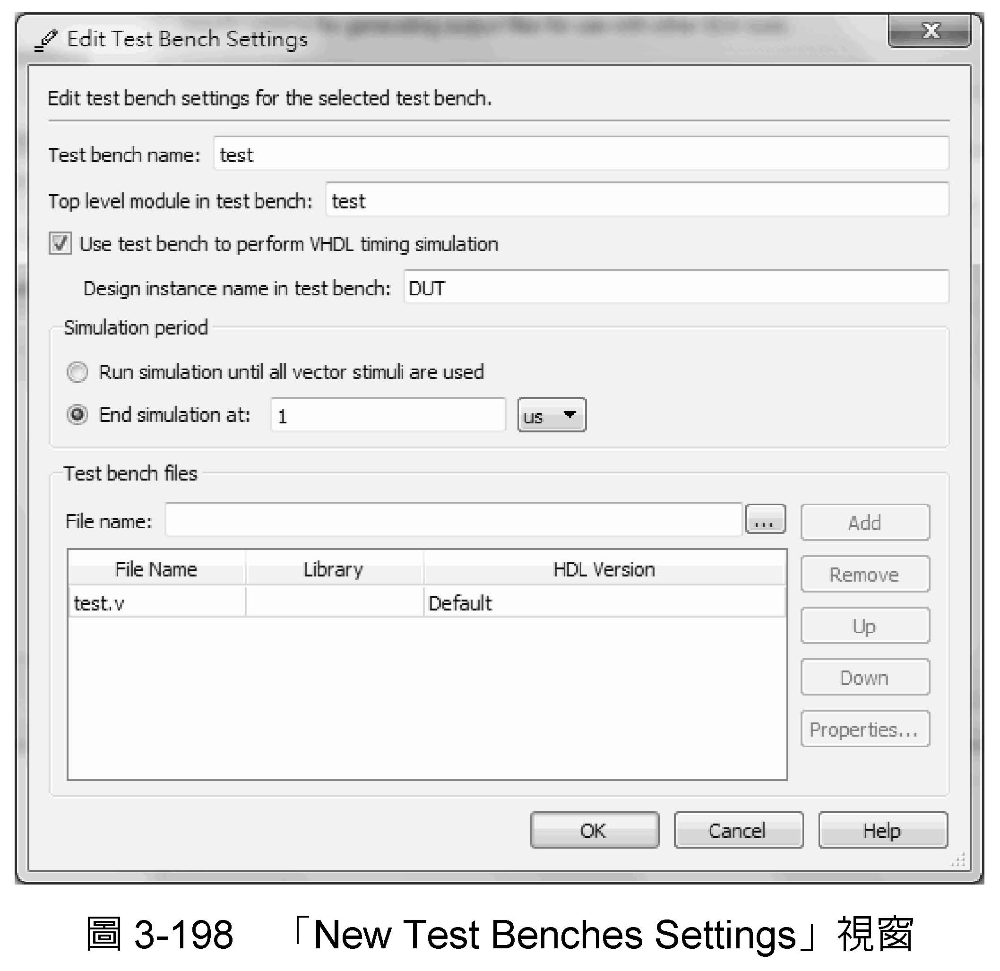 Edit Test Bench Settings
Edit test bench settings for the selected test bench.
Test bench name: test
Top level module in test bench: test
Use test bench to perform VHDL timing simulation
Design instance name in test bench: DUT
Simulation period
Run simulation until all vector stimuli are used
End simulation at: 1 us
Test bench files
File name: ... Add
File Name Library HDL Version
Remove
test.v Default
Up
Down
Properties...
OK Cancel Help
圖 3-198 「New Test Benches Settings」視窗